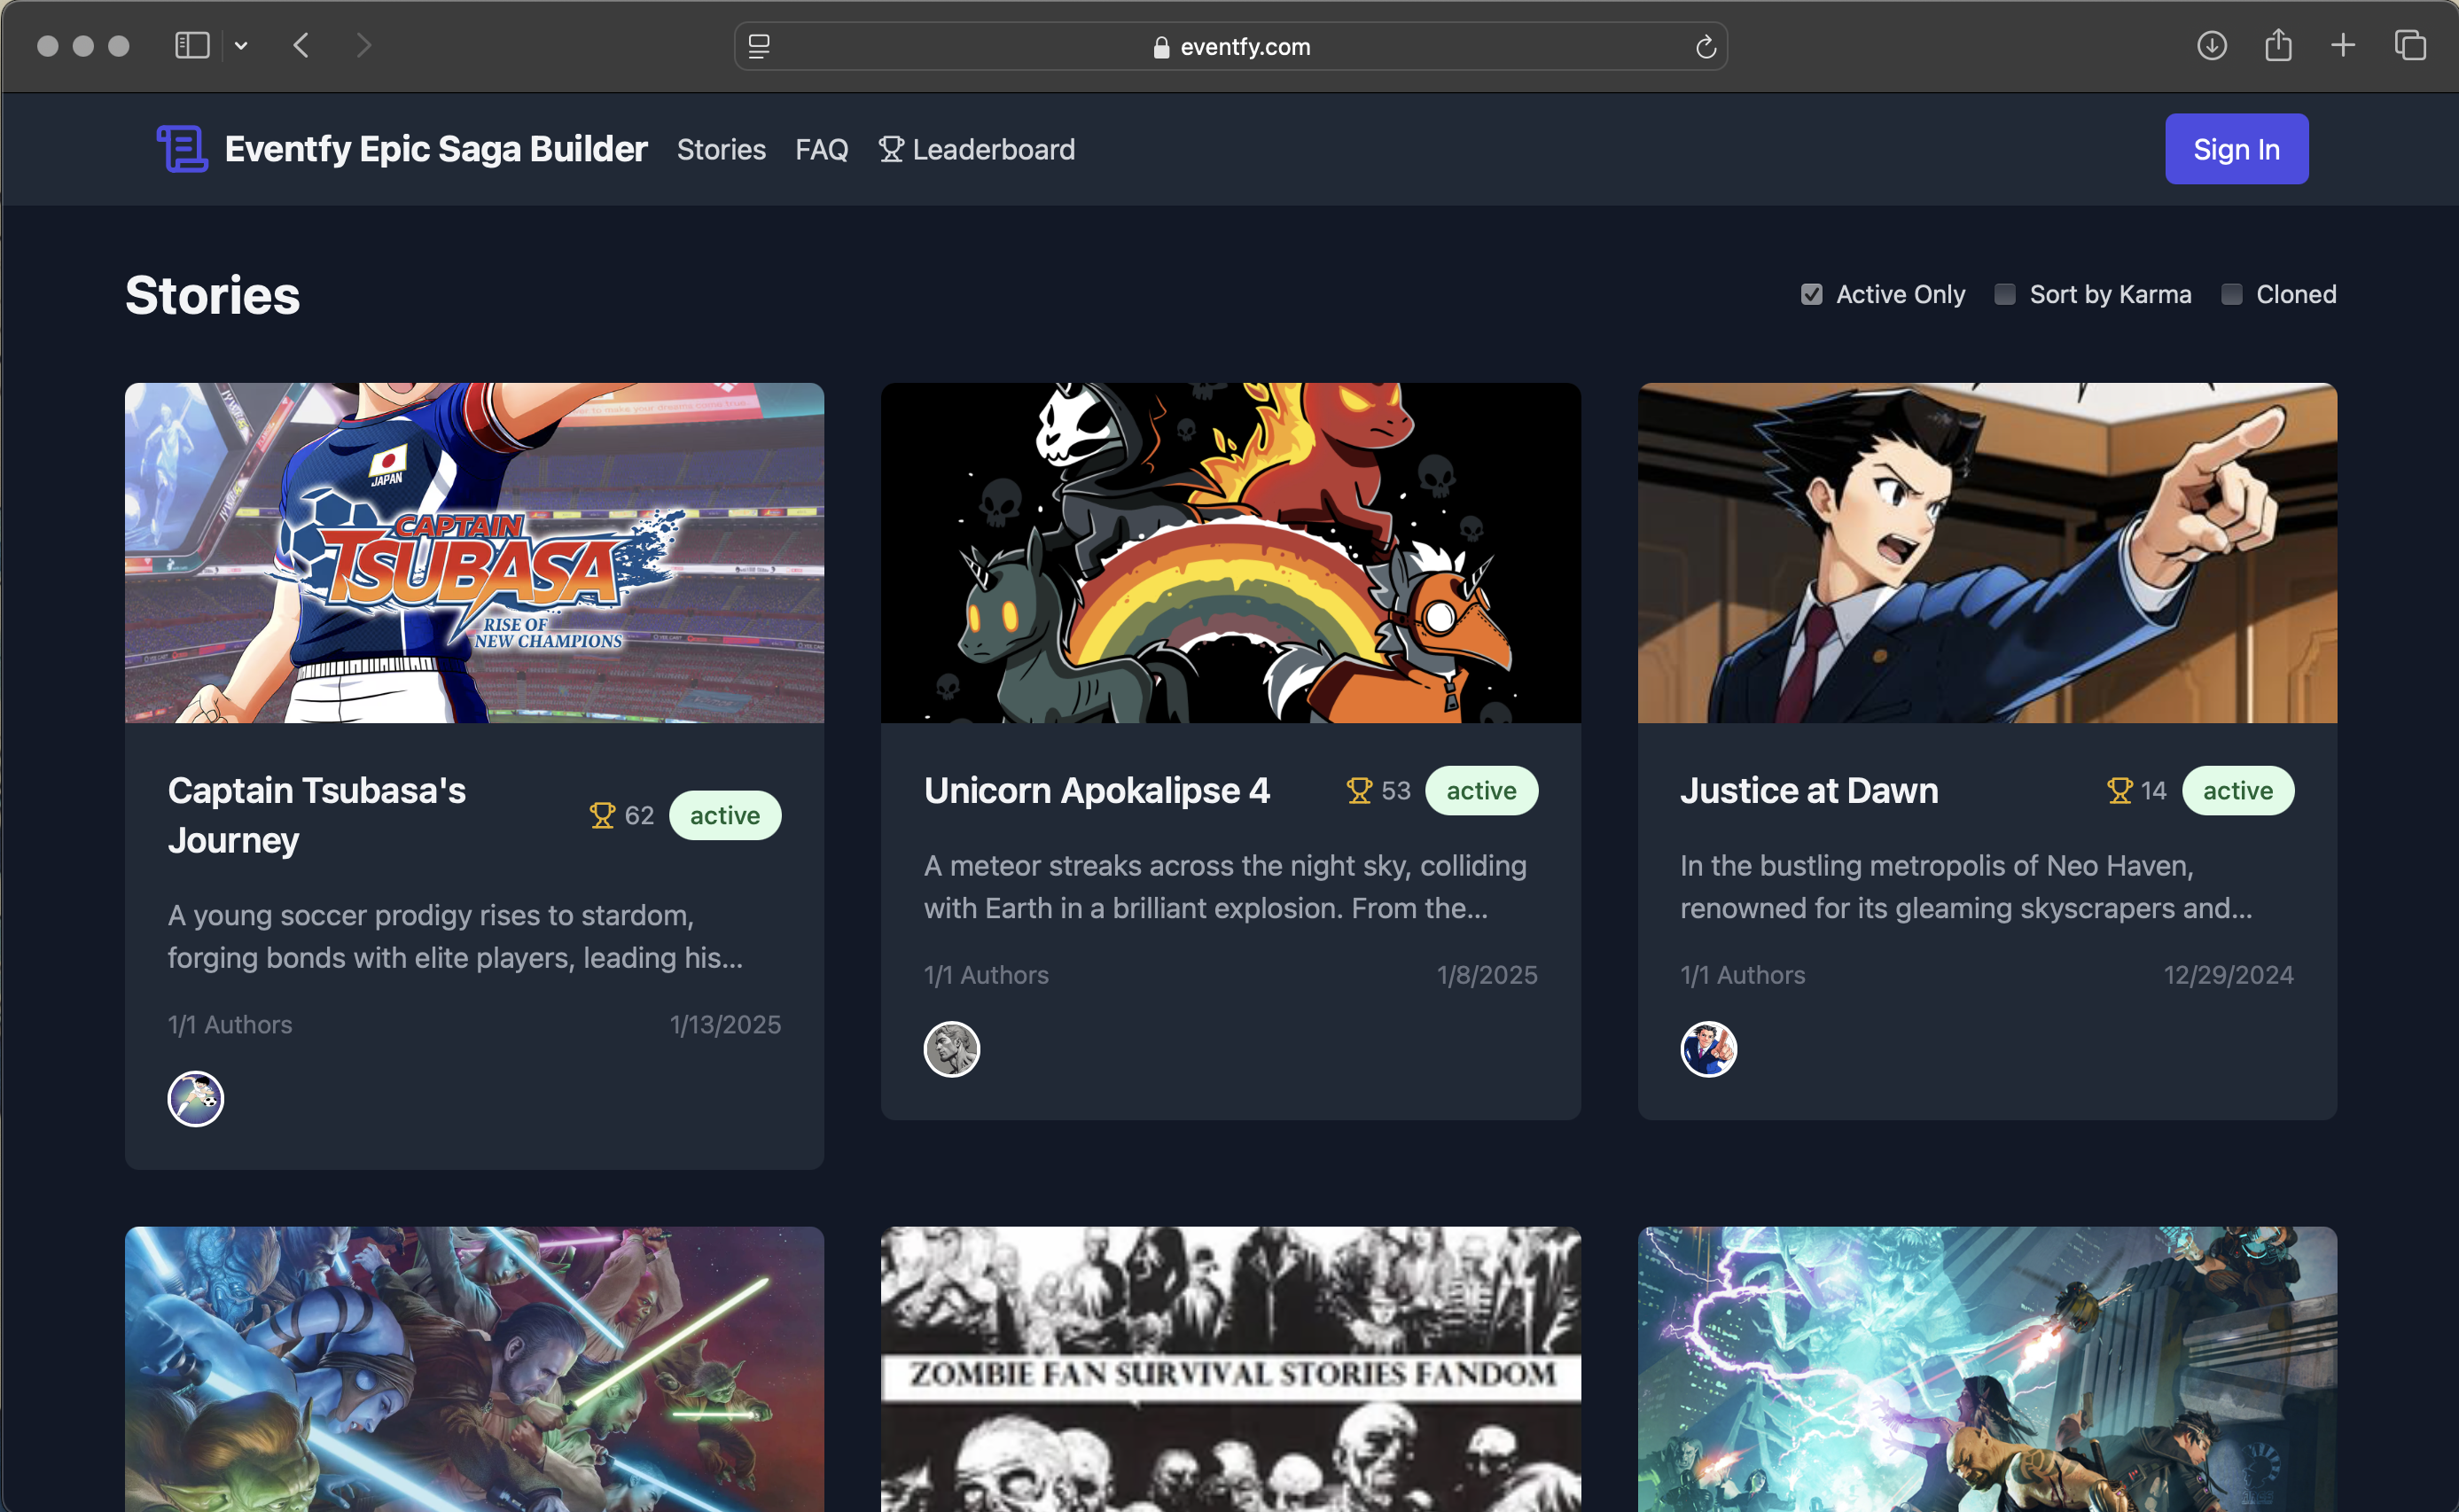 eventfy.com
Eventfy Epic Saga Builder
Stories
FAQ
Leaderboard
Sign In
Stories
Active Only
Sort by Karma
Cloned
JAPAN
CAPTAIN
TSUBASA
RISE OF
NEW CHAMPIONS
Captain Tsubasa's
Journey
62
active
A young soccer prodigy rises to stardom,
forging bonds with elite players, leading his...
1/1 Authors
1/13/2025
Unicorn Apokalipse 4
53
active
A meteor streaks across the night sky, colliding
with Earth in a brilliant explosion. From the...
1/1 Authors
1/8/2025
Justice at Dawn
14
active
In the bustling metropolis of Neo Haven,
renowned for its gleaming skyscrapers and...
1/1 Authors
12/29/2024
ZOMBIE FAN SURVIVAL STORIES FANDOM